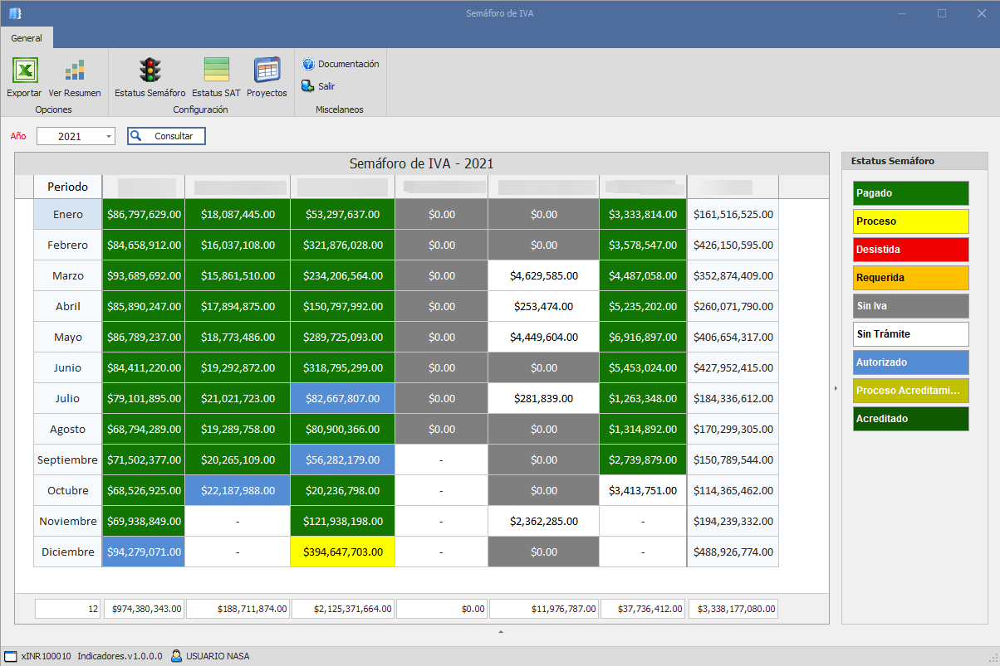 Semáforo de IVA
General
Exportar Ver Resumen Estatus Semáforo Estatus SAT Proyectos Documentación
Salir
Opciones Configuración Miscelaneos
Año 2021 Consultar
Semáforo de IVA - 2021
Periodo
Enero $86,797,629.00 $18,087,445.00 $53,297,637.00 $0.00 $0.00 $3,333,814.00 $161,516,525.00
Febrero $84,658,912.00 $16,037,108.00 $321,876,028.00 $0.00 $0.00 $3,578,547.00 $426,150,595.00
Marzo $93,689,692.00 $15,861,510.00 $234,206,564.00 $0.00 $4,629,585.00 $4,487,058.00 $352,874,409.00
Abril $85,890,247.00 $17,894,875.00 $150,797,992.00 $0.00 $253,474.00 $5,235,202.00 $260,071,790.00
Mayo $86,789,237.00 $18,773,486.00 $289,725,093.00 $0.00 $4,449,604.00 $6,916,897.00 $406,654,317.00
Junio $84,411,220.00 $19,292,872.00 $318,795,299.00 $0.00 $0.00 $5,453,024.00 $427,952,415.00
Julio $79,101,895.00 $21,021,723.00 $82,667,807.00 $0.00 $281,839.00 $1,263,348.00 $184,336,612.00
Agosto $68,794,289.00 $19,289,758.00 $80,900,366.00 $0.00 $0.00 $1,314,892.00 $170,299,305.00
Septiembre $71,502,377.00 $20,265,109.00 $56,282,179.00 - $0.00 $2,739,879.00 $150,789,544.00
Octubre $68,526,925.00 $22,187,988.00 $20,236,798.00 - $0.00 $3,413,751.00 $114,365,462.00
Noviembre $69,938,849.00 - $121,938,198.00 - $2,362,285.00 - $194,239,332.00
Diciembre $94,279,071.00 - $394,647,703.00 - $0.00 - $488,926,774.00
12 $974,380,343.00 $188,711,874.00 $2,125,371,664.00 $0.00 $11,976,787.00 $37,736,412.00 $3,338,177,080.00
Estatus Semáforo
Pagado
Proceso
Desistida
Requerida
Sin Iva
Sin Trámite
Autorizado
Proceso Acreditami...
Acreditado
xINR100010 Indicadores.v1.0.0.0 USUARIO NASA